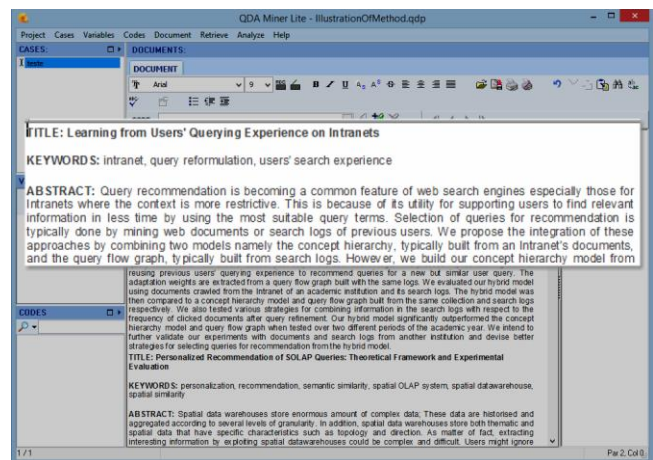 QDA Miner Lite - IllustrationOfMethod.qdp
Project Cases Variables Codes Document Retrieve Analyze Help
CASES:
DOCUMENTS:
teste
DOCUMENT
Arial 9
TITLE: Learning from Users' Querying Experience on Intranets
KEYWORDS: intranet, query reformulation, users' search experience
ABSTRACT: Query recommendation is becoming a common feature of web search engines especially those for
Intranets where the context is more restrictive. This is because of its utility for supporting users to find relevant
information in less time by using the most suitable query terms. Selection of queries for recommendation is
typically done by mining web documents or search logs of previous users. We propose the integration of these
approaches by combining two models namely the concept hierarchy, typically built from an Intranet's documents,
and the query flow graph, typically built from search logs. However, we build our concept hierarchy model from
reusing previous users' querying experience to recommend queries for a new but similar user query. The
adaptation weights are extracted from a query flow graph built with the same logs. We evaluated our hybrid model
using documents crawled from the Intranet of an academic institution and its search logs. The hybrid model was
then compared to a concept hierarchy model and query flow graph built from the same collection and search logs
respectively. We also tested various strategies for combining information in the search logs with respect to the
frequency of clicked documents after query refinement. Our hybrid model significantly outperformed the concept
hierarchy model and query flow graph when tested over two different periods of the academic year. We intend to
further validate our experiments with documents and search logs from another institution and devise better
strategies for selecting queries for recommendation from the hybrid model.
TITLE: Personalized Recommendation of SOLAP Queries: Theoretical Framework and Experimental
Evaluation
KEYWORDS: personalization, recommendation, semantic similarity, spatial OLAP system, spatial datawarehouse,
spatial similarity
ABSTRACT: Spatial data warehouses store enormous amount of complex data; These data are historised and
aggregated according to several levels of granularity. In addition, spatial data warehouses store both thematic and
spatial data that have specific characteristics such as topology and direction. As matter of fact, extracting
interesting information by exploiting spatial datawarehouses could be complex and difficult. Users might ignore
CODES
1 / 1
Par 2, Col 0